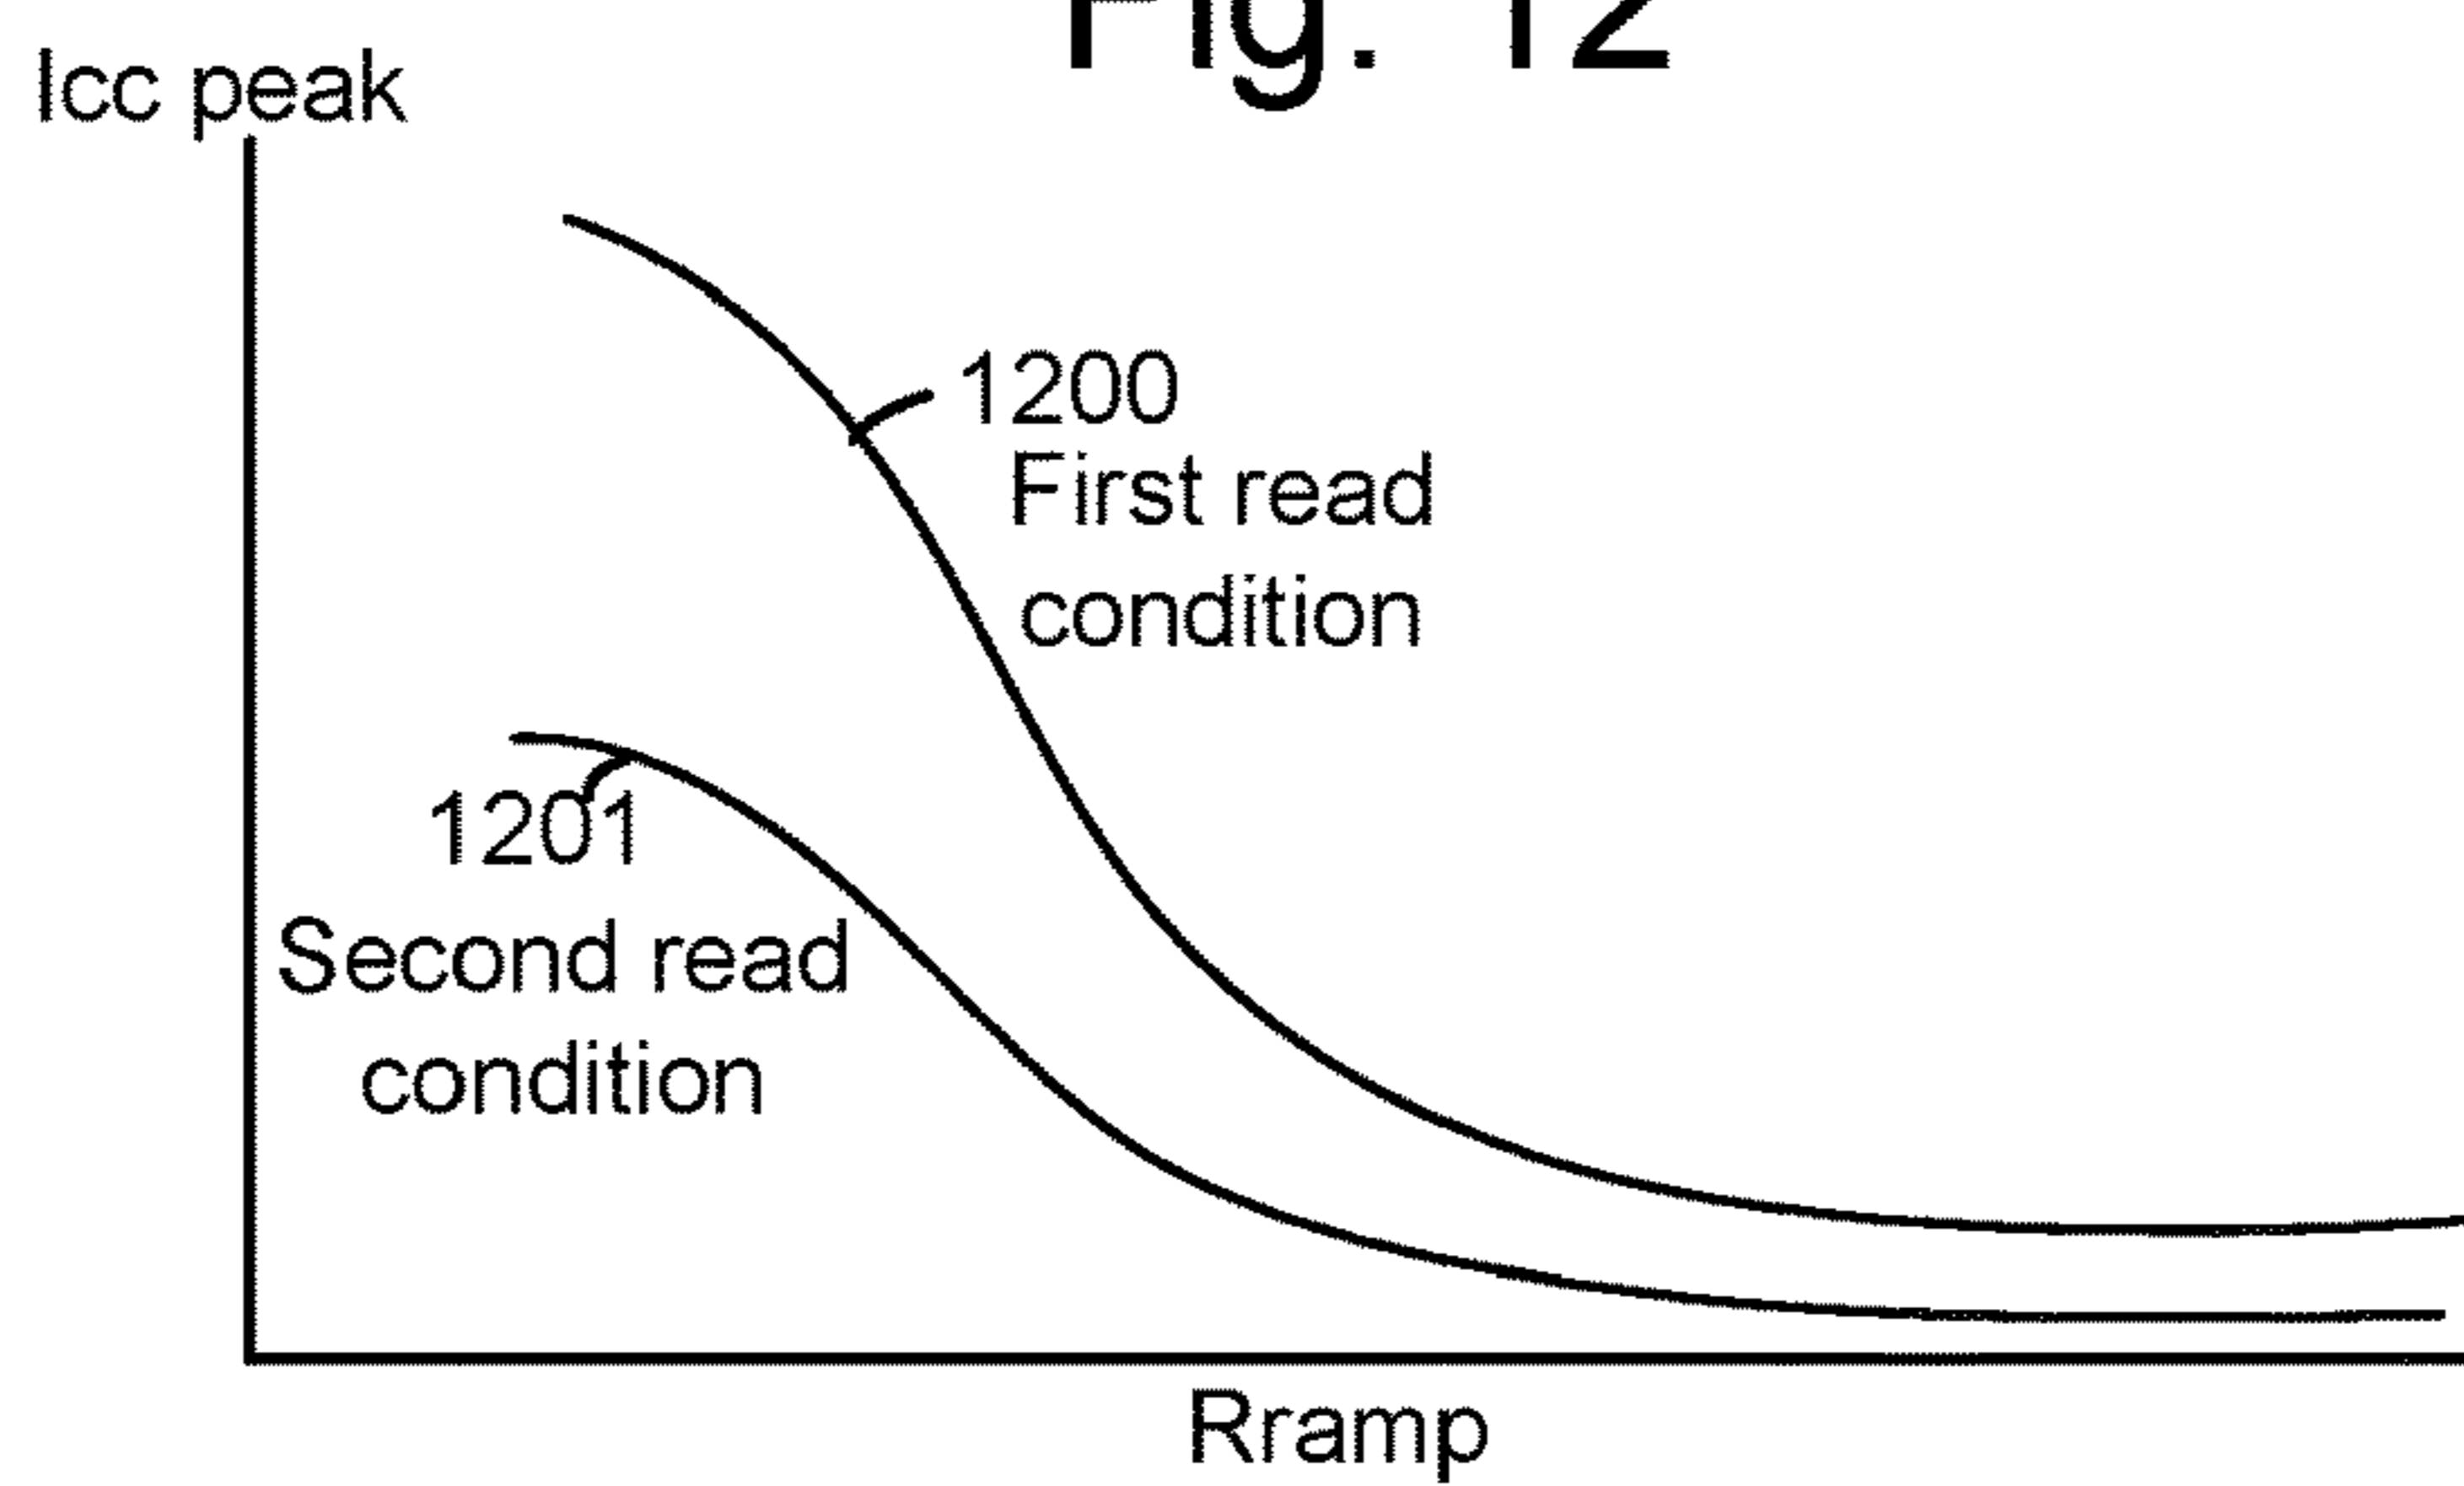 Fig. 12
Icc peak
1200
First read
condition
1201
Second read
condition
Rramp